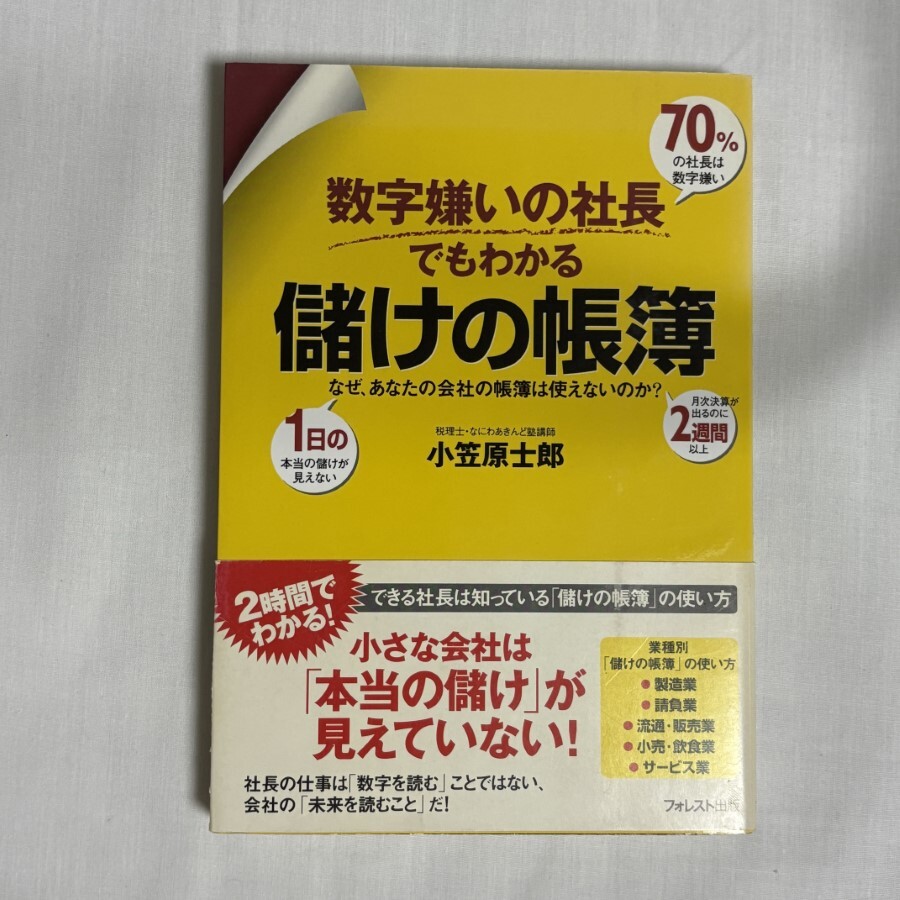 70%
の社長は
数字嫌い
数字嫌いの社長
でもわかる
儲けの帳簿
なぜ、あなたの会社の帳簿は使えないのか?
1日の
本当の儲けが
見えない
月次決算が
出るのに
2週間
以上
税理士・なにわあきんど塾講師
小笠原士郎
2時間で
わかる!
できる社長は知っている「儲けの帳簿」の使い方
小さな会社は
「本当の儲け」が
見えていない!
業種別
「儲けの帳簿」の使い方
● 製造業
● 請負業
● 流通・販売業
● 小売・飲食業
● サービス業
社長の仕事は「数字を読む」ことではない、
会社の「未来を読むこと」だ!
フォレスト出版